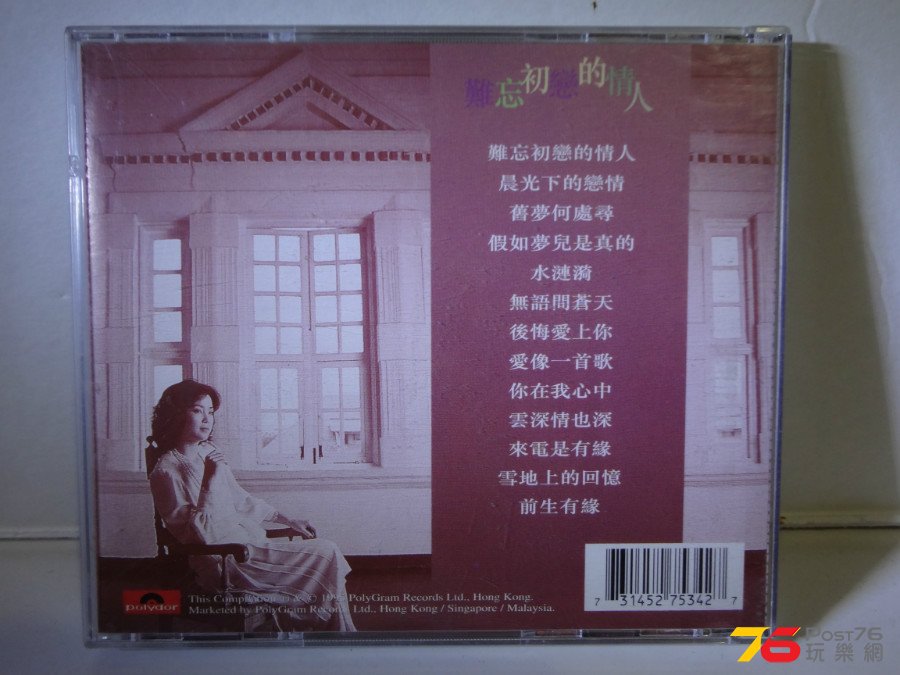 難忘初戀的情人
難忘初戀的情人
晨光下的戀情
舊夢何處尋
假如夢兒是真的
水漣漪
無語問蒼天
後悔愛上你
愛像一首歌
你在我心中
雲深情也深
來電是有緣
雪地上的回憶
前生有緣
This Compilation ℗ & © PolyGram Records Ltd., Hong Kong.
Marketed by PolyGram Records Ltd., Hong Kong / Singapore / Malaysia.
polydor
7 31452 75342 7
76 Post76
玩樂網